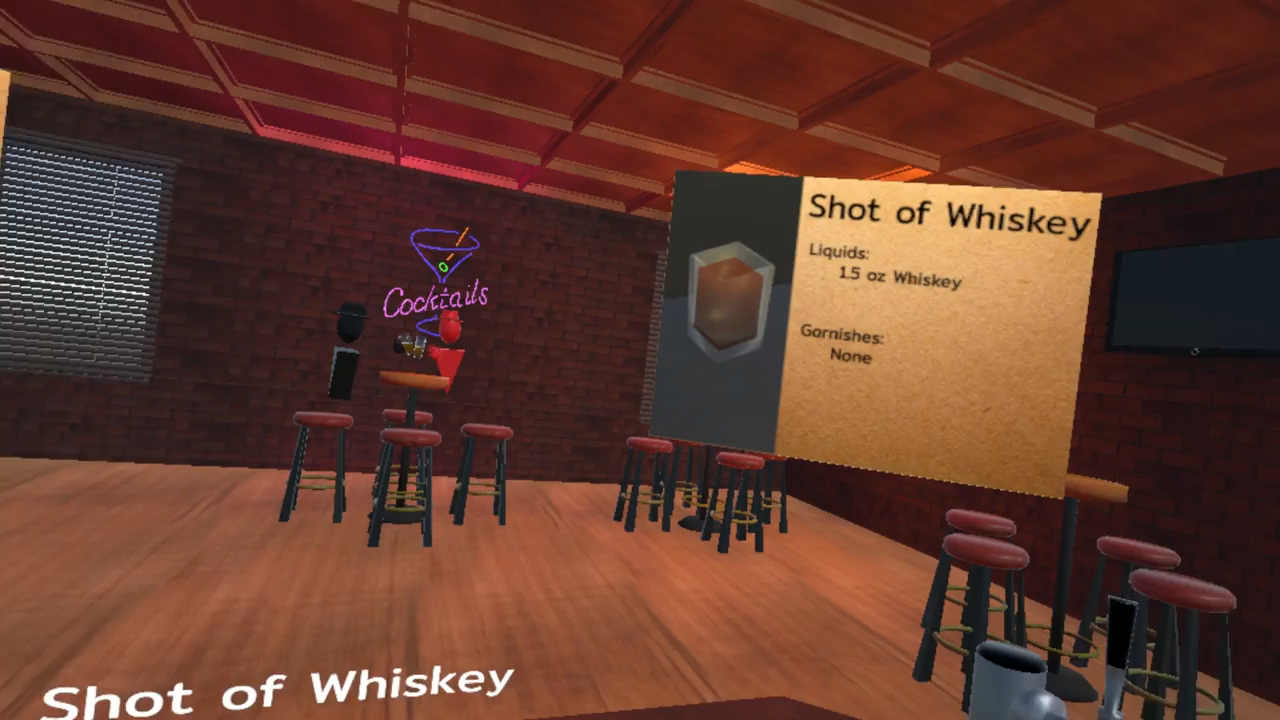 Cocktails
Shot of Whiskey
Liquids:
1.5 oz Whiskey
Garnishes:
None
Shot of Whiskey